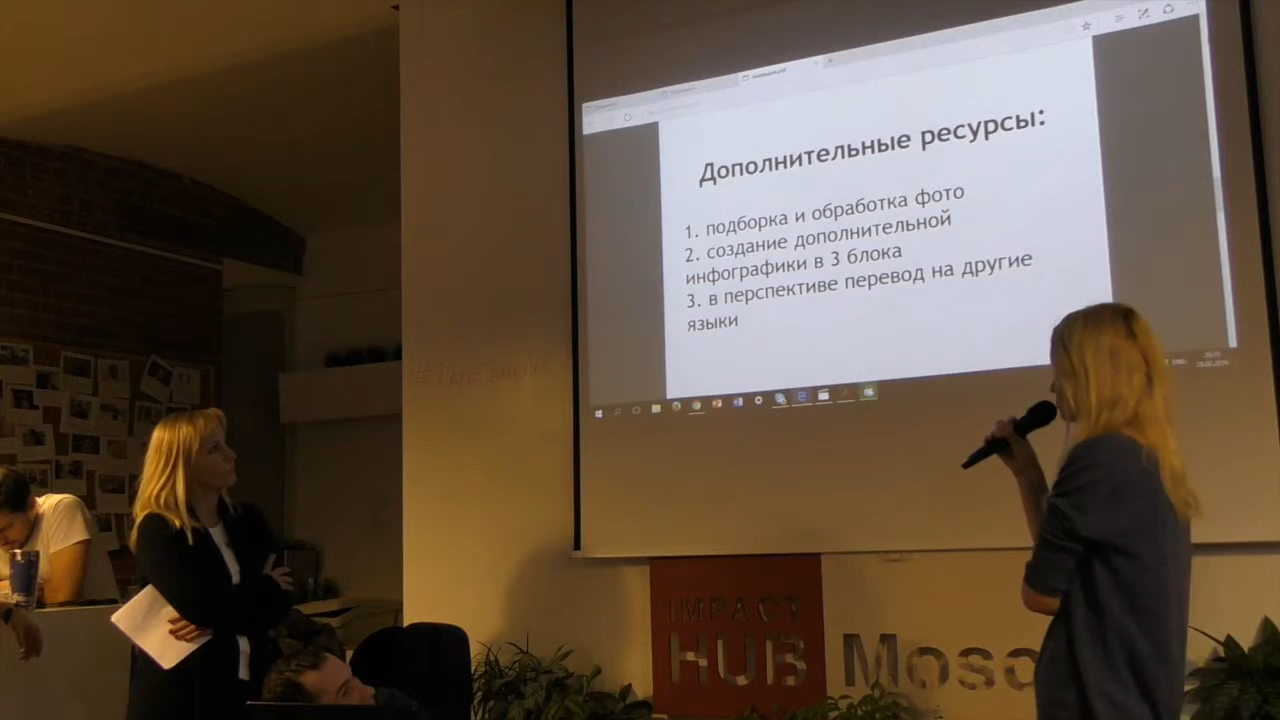 Дополнительные ресурсы:
1. подборка и обработка фото
2. создание дополнительной
инфографики в 3 блока
3. в перспективе перевод на другие
языки
IMPACT
HUB Mosc